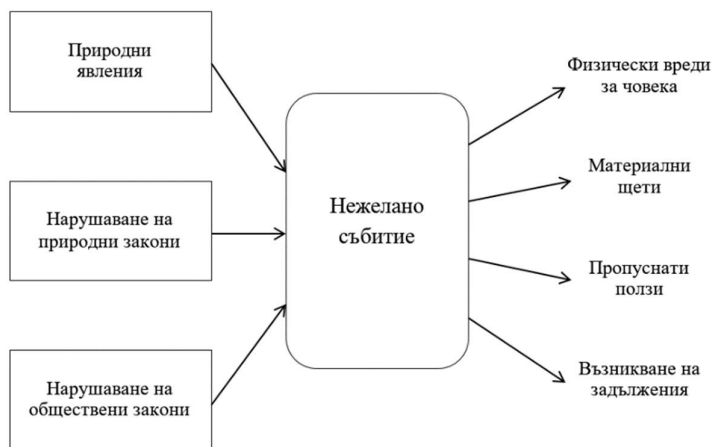 Природни
явления
Нарушаване на
природни закони
Нарушаване на
обществени закони
Нежелано
събитие
Физически вреди
за човека
Материални
щети
Пропуснати
ползи
Възникване на
задължения